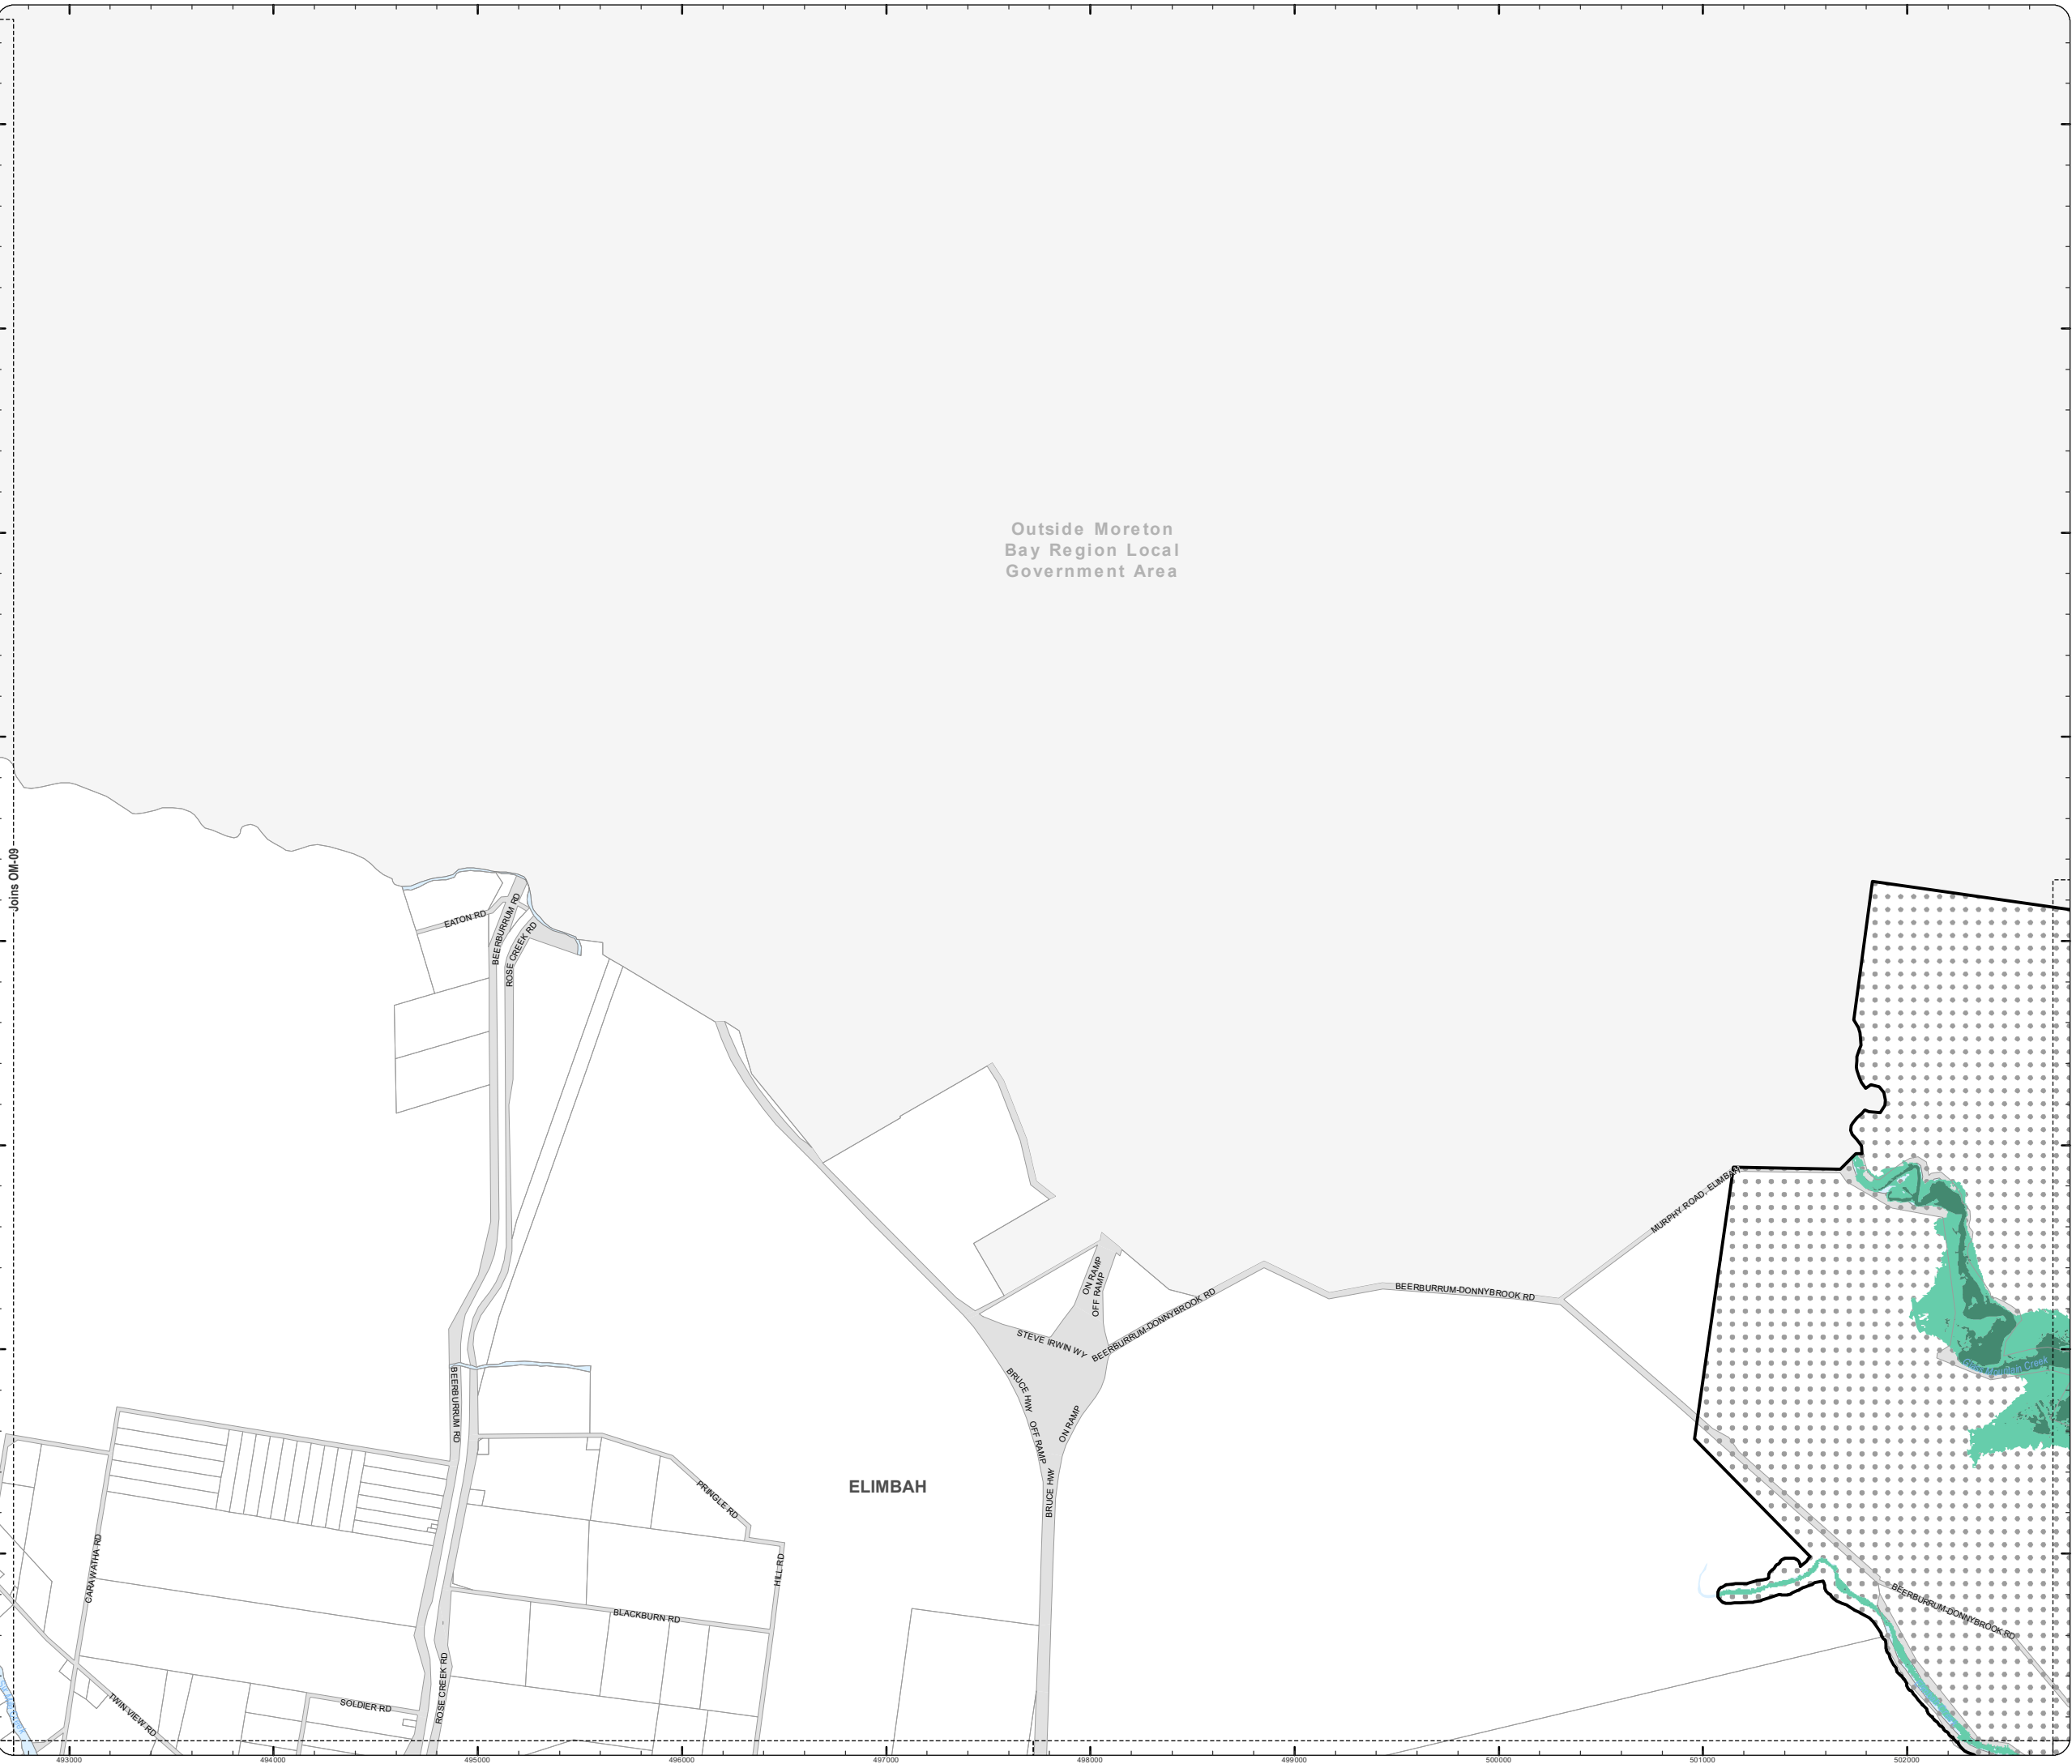 Outside Moreton
Bay Region Local
Government Area
Joins OM-09
EATON RD
BEERBURRUM RD
ROSE CREEK RD
MURPHY ROAD, ELIMBAH
ON RAMP
OFF RAMP
BEERBURRUM-DONNYBROOK RD
BEERBURRUM-DONNYBROOK RD
STEVE IRWIN WY
BRUCE HWY
BEERBURRUM RD
ON RAMP
OFF RAMP
BRUCE HWY
ELIMBAH
PRINGLE RD
CARAWATHA RD
HILL RD
BLACKBURN RD
BEERBURRUM-DONNYBROOK RD
ROSE CREEK RD
SOLDIER RD
TWIN VIEW RD
Mountain Creek
493000
494000
495000
496000
497000
498000
499000
500000
501000
502000